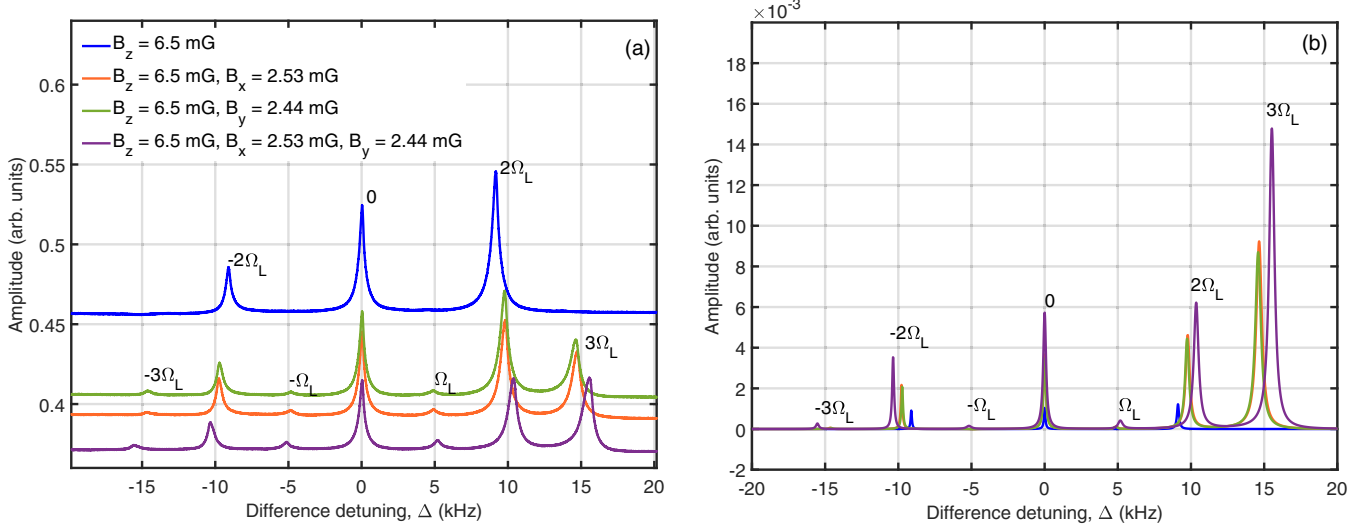 (a)
B_z = 6.5 mG
B_z = 6.5 mG, B_x = 2.53 mG
B_z = 6.5 mG, B_y = 2.44 mG
B_z = 6.5 mG, B_x = 2.53 mG, B_y = 2.44 mG
0.6
0.55
0.5
0.45
0.4
Amplitude (arb. units)
-2Ω_L
0
2Ω_L
-3Ω_L
-Ω_L
Ω_L
3Ω_L
-15 -10 -5 0 5 10 15 20
Difference detuning, Δ (kHz)
×10^-3
(b)
18
16
14
12
10
8
6
4
2
0
-2
Amplitude (arb. units)
3Ω_L
0
2Ω_L
-2Ω_L
-3Ω_L
-Ω_L
Ω_L
-20 -15 -10 -5 0 5 10 15 20
Difference detuning, Δ (kHz)